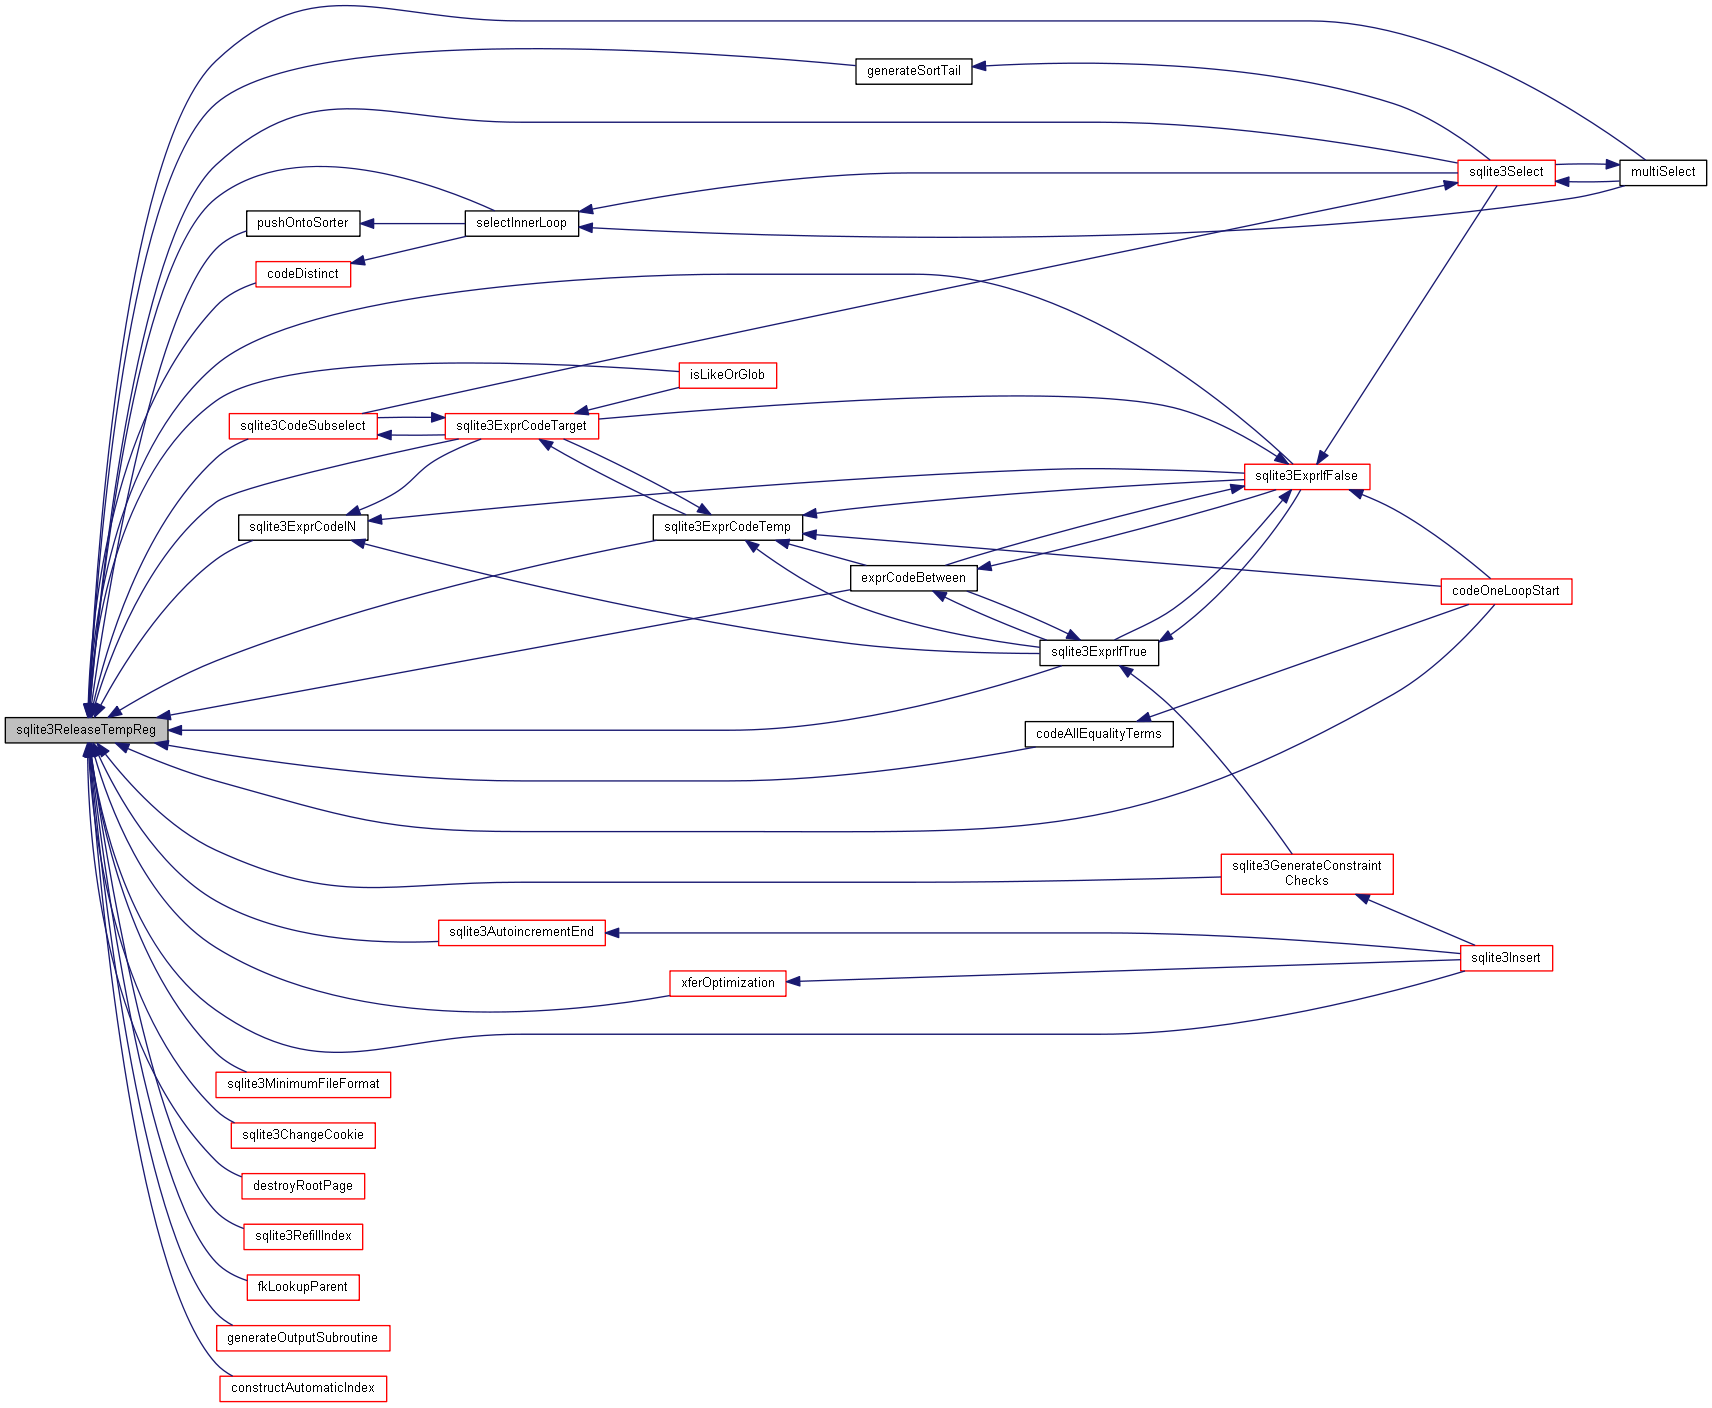 generateSortTail
sqlite3Select
multiSelect
pushOntoSorter
selectInnerLoop
codeDistinct
isLikeOrGlob
sqlite3CodeSubselect
sqlite3ExprCodeTarget
sqlite3ExprIfFalse
sqlite3ExprCodeIN
sqlite3ExprCodeTemp
exprCodeBetween
codeOneLoopStart
sqlite3ExprIfTrue
sqlite3ReleaseTempReg
codeAllEqualityTerms
sqlite3GenerateConstraint
Checks
sqlite3AutoincrementEnd
sqlite3Insert
xferOptimization
sqlite3MinimumFileFormat
sqlite3ChangeCookie
destroyRootPage
sqlite3RefillIndex
fkLookupParent
generateOutputSubroutine
constructAutomaticIndex